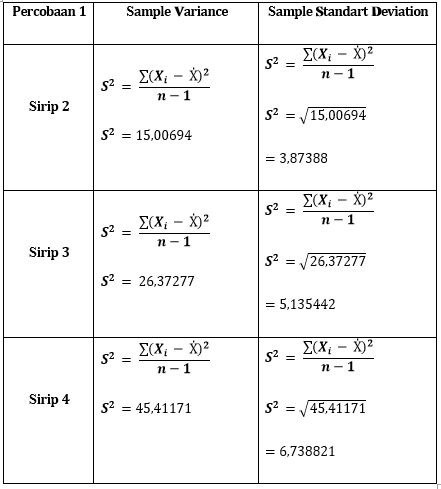 Percobaan 1 Sample Variance Sample Standart Deviation
Sirip 2
S² = ∑(Xᵢ − Ẋ)² / n − 1
S² = 15,00694
S² = ∑(Xᵢ − Ẋ)² / n − 1
S² = √15,00694
= 3,87388
Sirip 3
S² = ∑(Xᵢ − Ẋ)² / n − 1
S² = 26,37277
S² = ∑(Xᵢ − Ẋ)² / n − 1
S² = √26,37277
= 5,135442
Sirip 4
S² = ∑(Xᵢ − Ẋ)² / n − 1
S² = 45,41171
S² = ∑(Xᵢ − Ẋ)² / n − 1
S² = √45,41171
= 6,738821